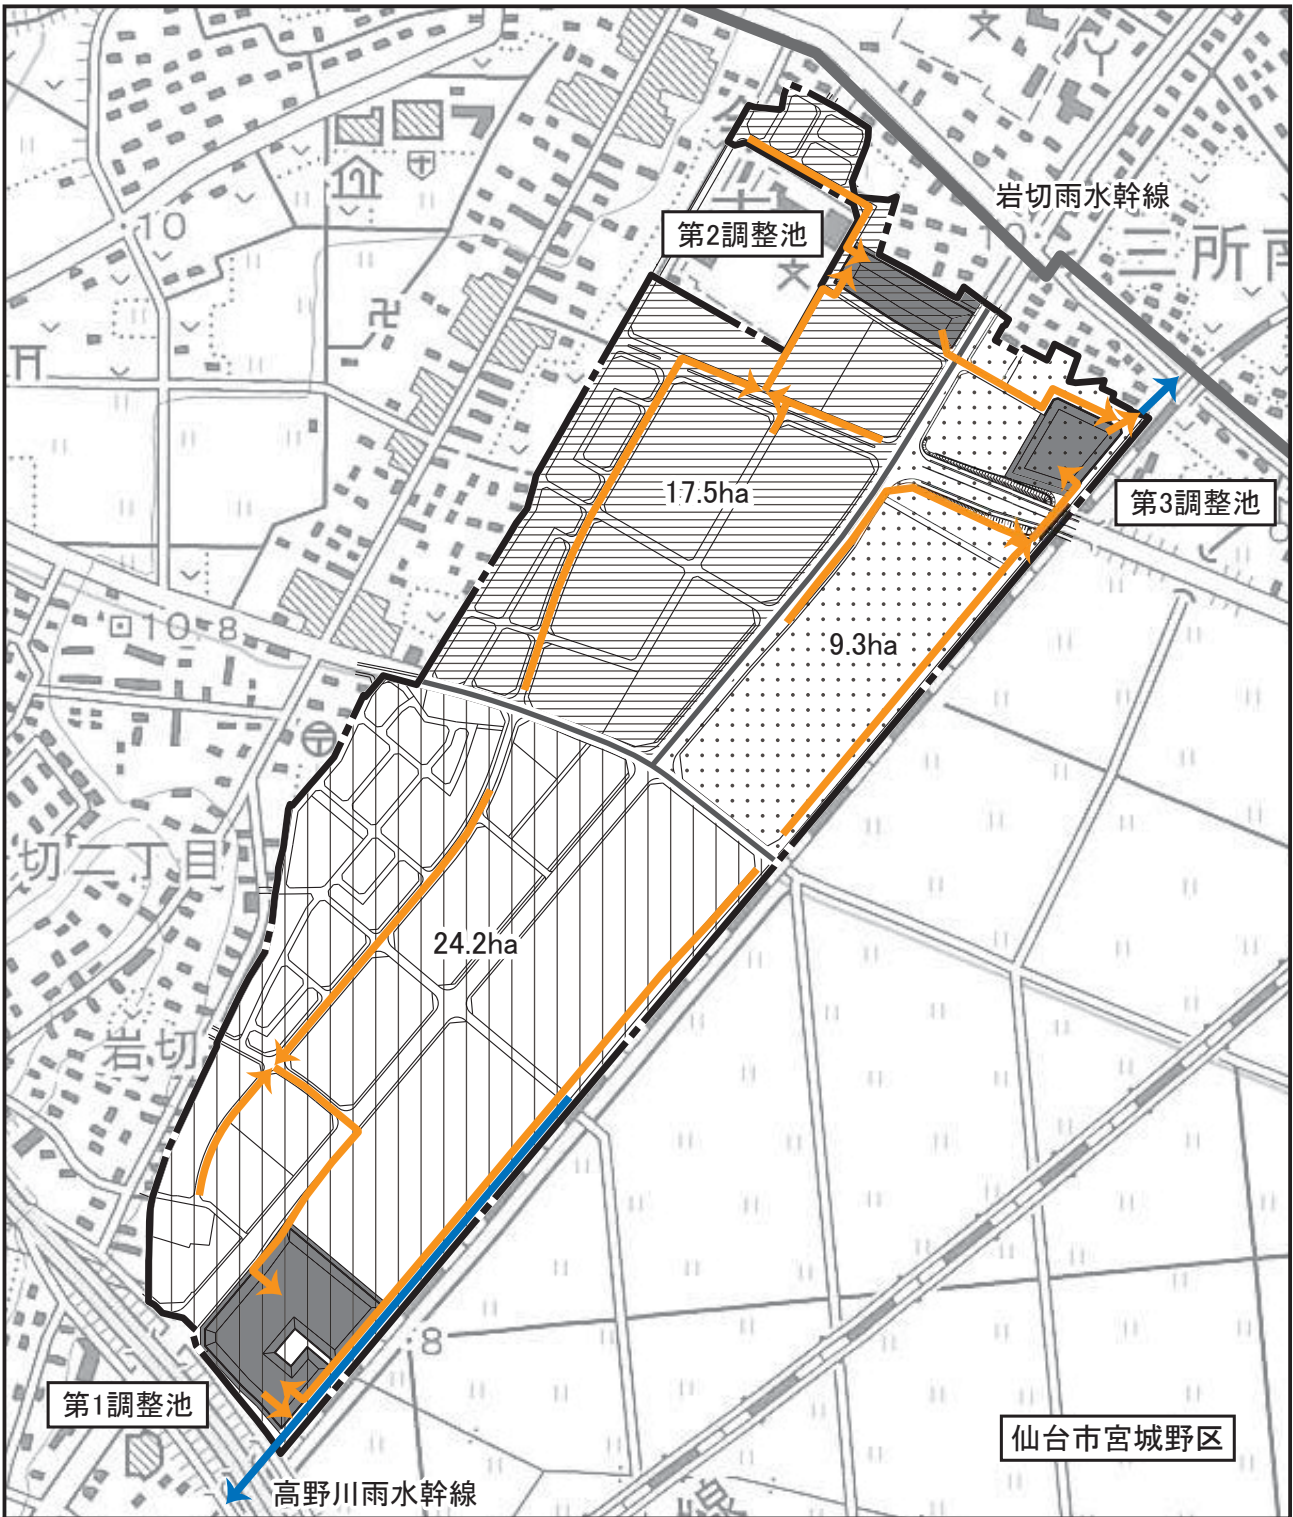 岩切雨水幹線
10
10
三所南
第2調整池
17.5ha
第3調整池
10・8
9.3ha
切二丁目
24.2ha
岩切
8
第1調整池
仙台市宮城野区
高野川雨水幹線